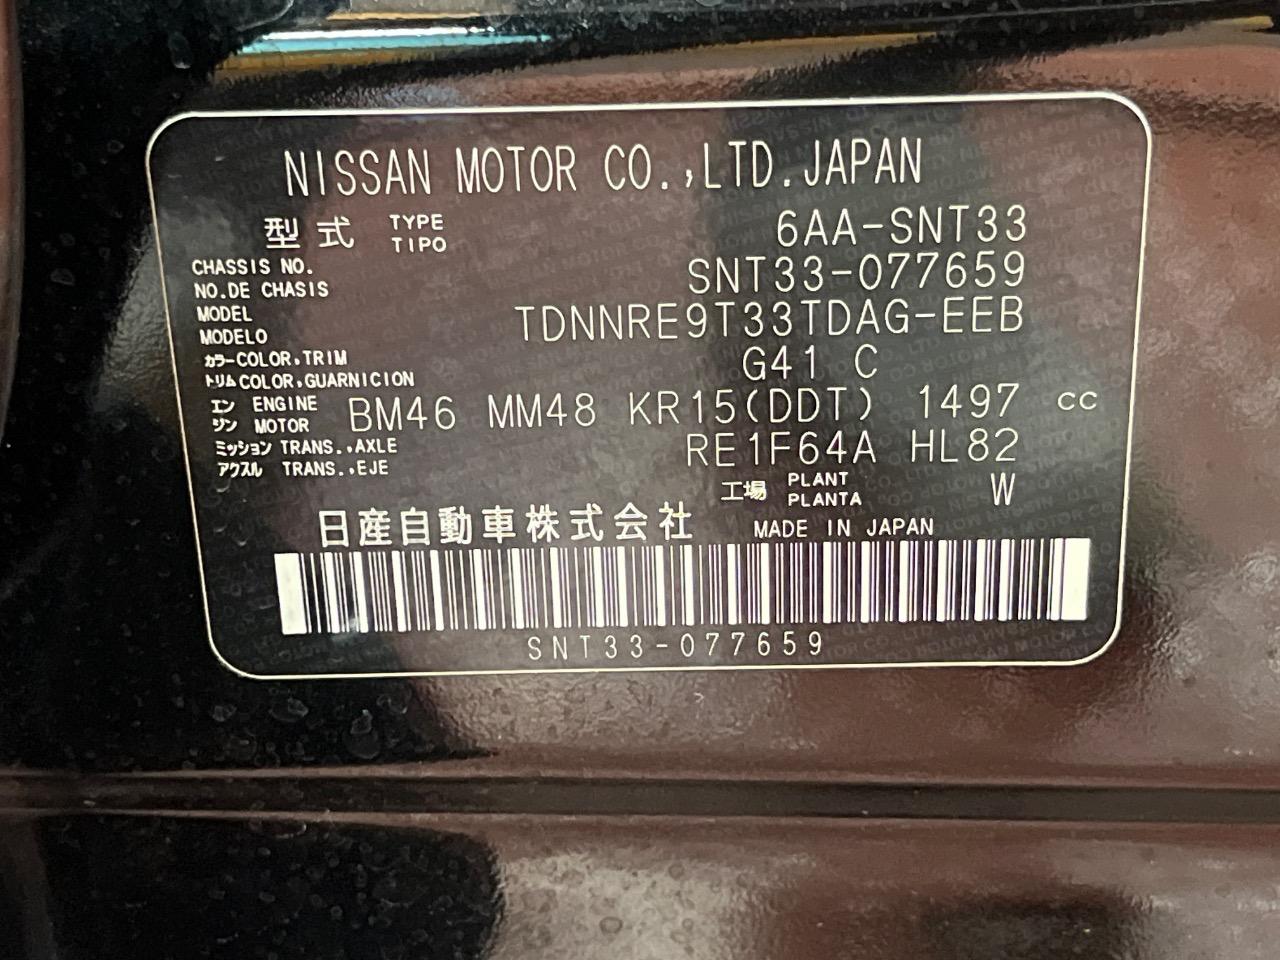 NISSAN MOTOR CO.,LTD.JAPAN
型式 TYPE TIPO 6AA-SNT33
CHASSIS NO. NO.DE CHASIS SNT33-077659
MODEL MODELO TDNNRE9T33TDAG-EEB
カラー COLOR,TRIM G41 C
トリム COLOR,GUARNICION
エンジン ENGINE MOTOR BM46 MM48 KR15(DDT) 1497 cc
ミッション TRANS.,AXLE RE1F64A HL82
アクスル TRANS.,EJE
工場 PLANT PLANTA W
日産自動車株式会社 MADE IN JAPAN
SNT33-077659